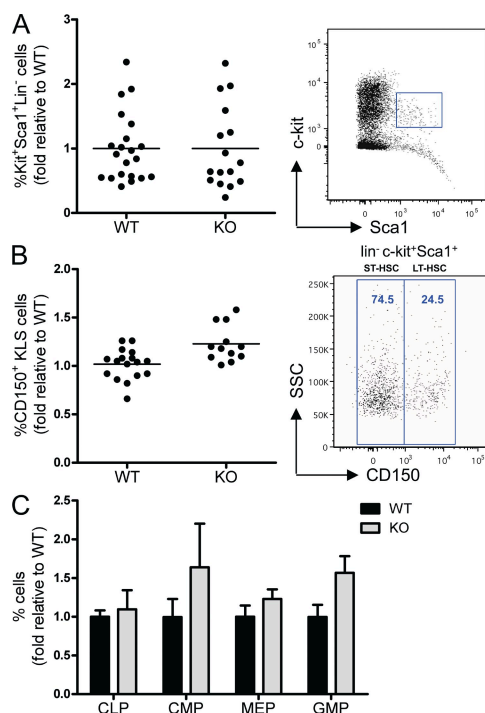 A
%Kit+Sca1+Lin- cells
(fold relative to WT)
3
2
1
0
WT
KO
c-kit
10^5
10^4
10^3
0
0
10^3
10^4
10^5
Sca1
B
%CD150+ KLS cells
(fold relative to WT)
2.0
1.5
1.0
0.5
0.0
WT
KO
lin- c-kit+Sca1+
ST-HSC
LT-HSC
74.5
24.5
SSC
250K
200K
150K
100K
50K
0
0
10^3
10^4
10^5
CD150
C
% cells
(fold relative to WT)
2.5
2.0
1.5
1.0
0.5
0.0
WT
KO
CLP
CMP
MEP
GMP